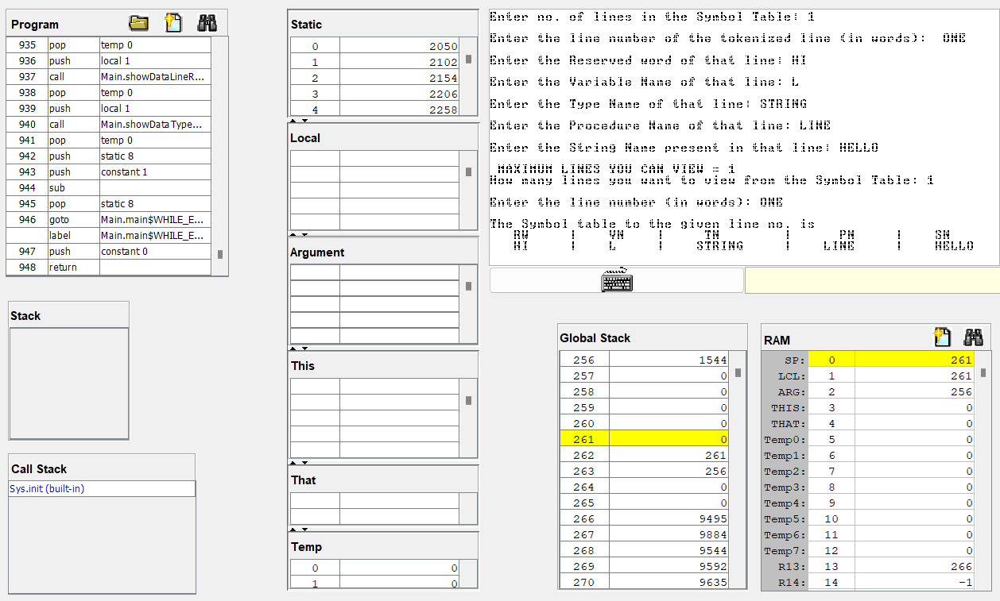 Program
935 pop temp 0
936 push local 1
937 call Main.showDataLineR...
938 pop temp 0
939 push local 1
940 call Main.showDataType...
941 pop temp 0
942 push static 8
943 push constant 1
944 sub
945 pop static 8
946 goto Main.main$WHILE_E...
label Main.main$WHILE_E...
947 push constant 0
948 return
Stack
Call Stack
Sys.init (built-in)
Static
0 2050
1 2102
2 2154
3 2206
4 2258
Local
Argument
This
That
Temp
0 0
1 0
Enter no. of lines in the Symbol Table: 1
Enter the line number of the tokenized line (in words):  ONE
Enter the Reserved word of that line: HI
Enter the Variable Name of that line: L
Enter the Type Name of that line: STRING
Enter the Procedure Name of that line: LINE
Enter the String Name present in that line: HELLO
MAXIMUM LINES YOU CAN VIEW = 1
How many lines you want to view from the Symbol Table: 1
Enter the line number (in words): ONE
The Symbol table to the given line no. is
RW | VN | TN | PN | SN
HI | L | STRING | LINE | HELLO
Global Stack
256 1544
257 0
258 0
259 0
260 0
261 0
262 261
263 256
264 0
265 0
266 9495
267 9884
268 9544
269 9592
270 9635
RAM
SP: 0 261
LCL: 1 261
ARG: 2 256
THIS: 3 0
THAT: 4 0
Temp0: 5 0
Temp1: 6 0
Temp2: 7 0
Temp3: 8 0
Temp4: 9 0
Temp5: 10 0
Temp6: 11 0
Temp7: 12 0
R13: 13 266
R14: 14 -1